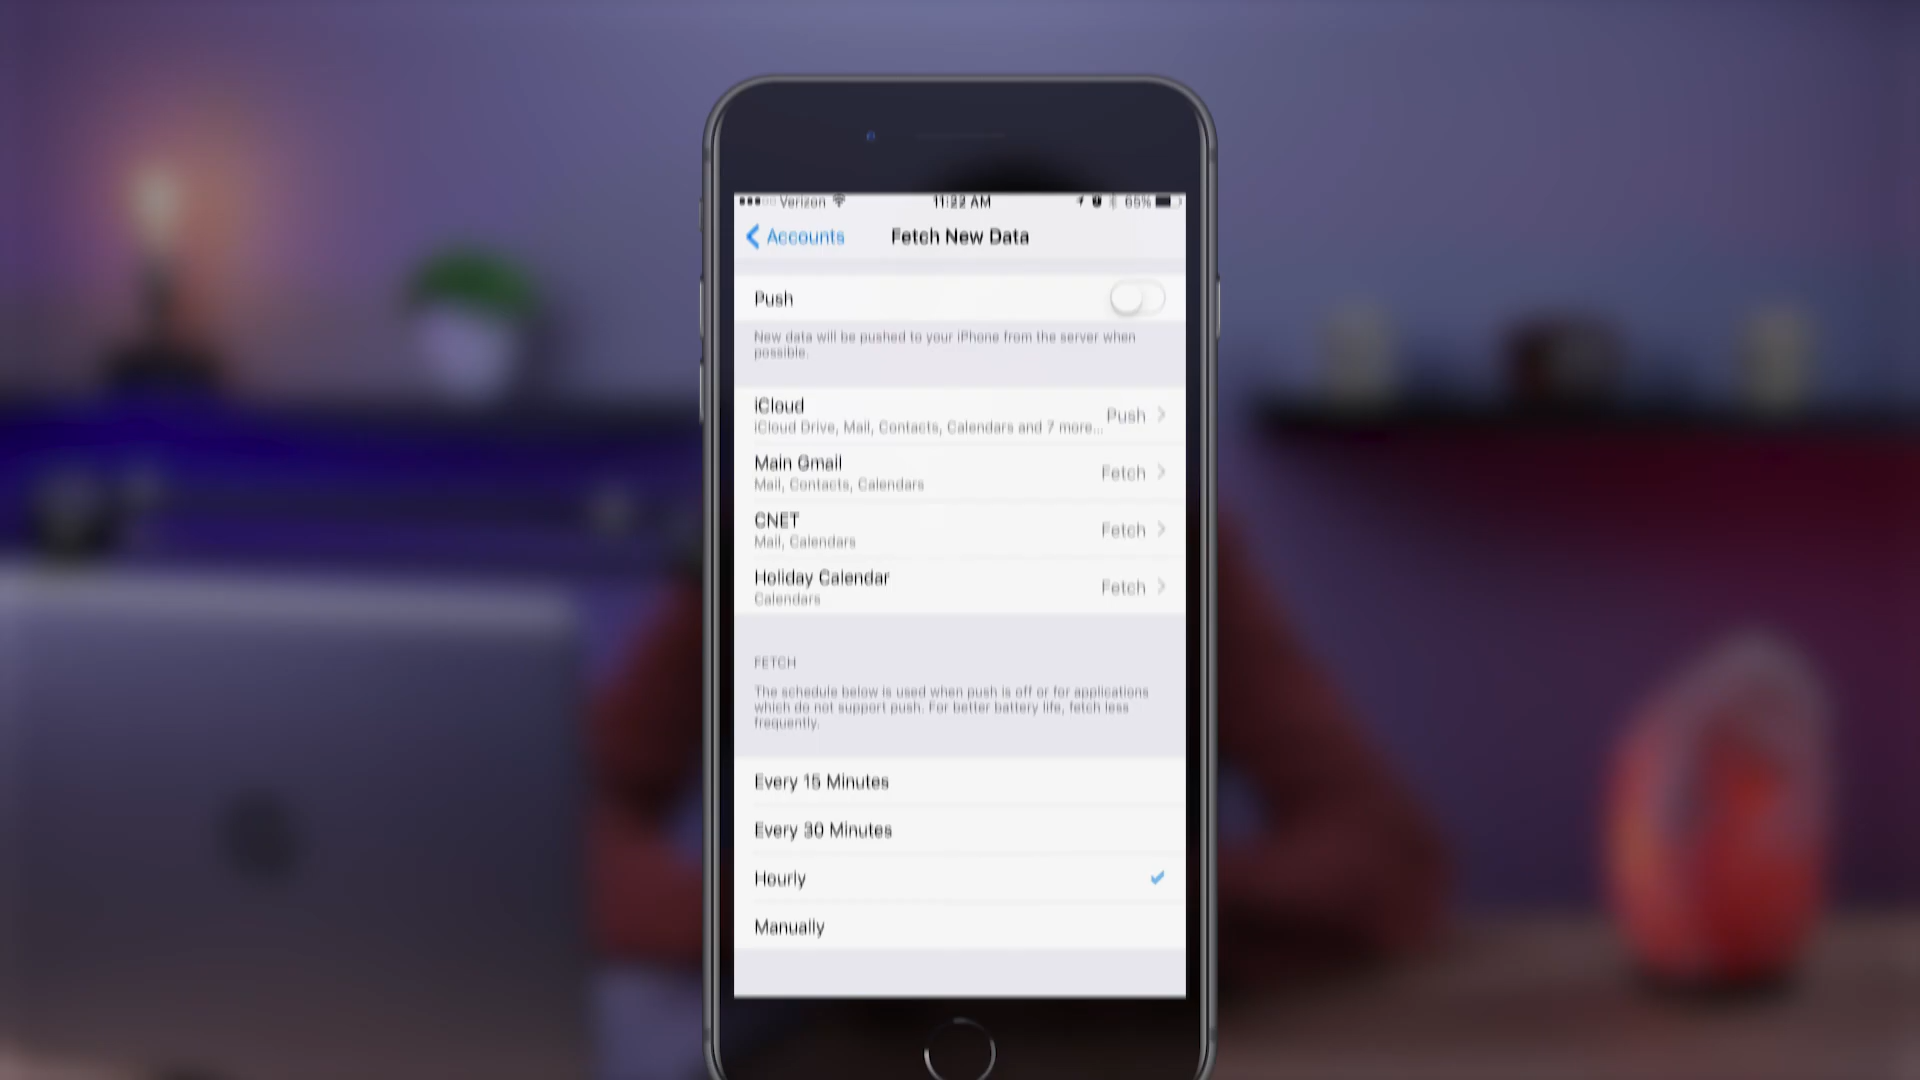 Verizon 11:22 AM 65%
Accounts Fetch New Data
Push
New data will be pushed to your iPhone from the server when
possible.
iCloud
iCloud Drive, Mail, Contacts, Calendars and 7 more... Push
Main Gmail
Mail, Contacts, Calendars Fetch
CNET
Mail, Calendars Fetch
Holiday Calendar
Calendars Fetch
FETCH
The schedule below is used when push is off or for applications
which do not support push. For better battery life, fetch less
frequently.
Every 15 Minutes
Every 30 Minutes
Hourly
Manually